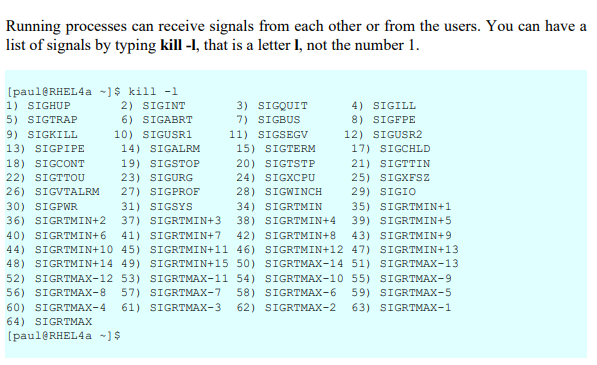 Running processes can receive signals from each other or from the users. You can have a
list of signals by typing kill -l, that is a letter l, not the number 1.
[paul@RHEL4a ~]$ kill -l
1) SIGHUP 2) SIGINT 3) SIGQUIT 4) SIGILL
5) SIGTRAP 6) SIGABRT 7) SIGBUS 8) SIGFPE
9) SIGKILL 10) SIGUSR1 11) SIGSEGV 12) SIGUSR2
13) SIGPIPE 14) SIGALRM 15) SIGTERM 17) SIGCHLD
18) SIGCONT 19) SIGSTOP 20) SIGTSTP 21) SIGTTIN
22) SIGTTOU 23) SIGURG 24) SIGXCPU 25) SIGXFSZ
26) SIGVTALRM 27) SIGPROF 28) SIGWINCH 29) SIGIO
30) SIGPWR 31) SIGSYS 34) SIGRTMIN 35) SIGRTMIN+1
36) SIGRTMIN+2 37) SIGRTMIN+3 38) SIGRTMIN+4 39) SIGRTMIN+5
40) SIGRTMIN+6 41) SIGRTMIN+7 42) SIGRTMIN+8 43) SIGRTMIN+9
44) SIGRTMIN+10 45) SIGRTMIN+11 46) SIGRTMIN+12 47) SIGRTMIN+13
48) SIGRTMIN+14 49) SIGRTMIN+15 50) SIGRTMAX-14 51) SIGRTMAX-13
52) SIGRTMAX-12 53) SIGRTMAX-11 54) SIGRTMAX-10 55) SIGRTMAX-9
56) SIGRTMAX-8 57) SIGRTMAX-7 58) SIGRTMAX-6 59) SIGRTMAX-5
60) SIGRTMAX-4 61) SIGRTMAX-3 62) SIGRTMAX-2 63) SIGRTMAX-1
64) SIGRTMAX
[paul@RHEL4a ~]$